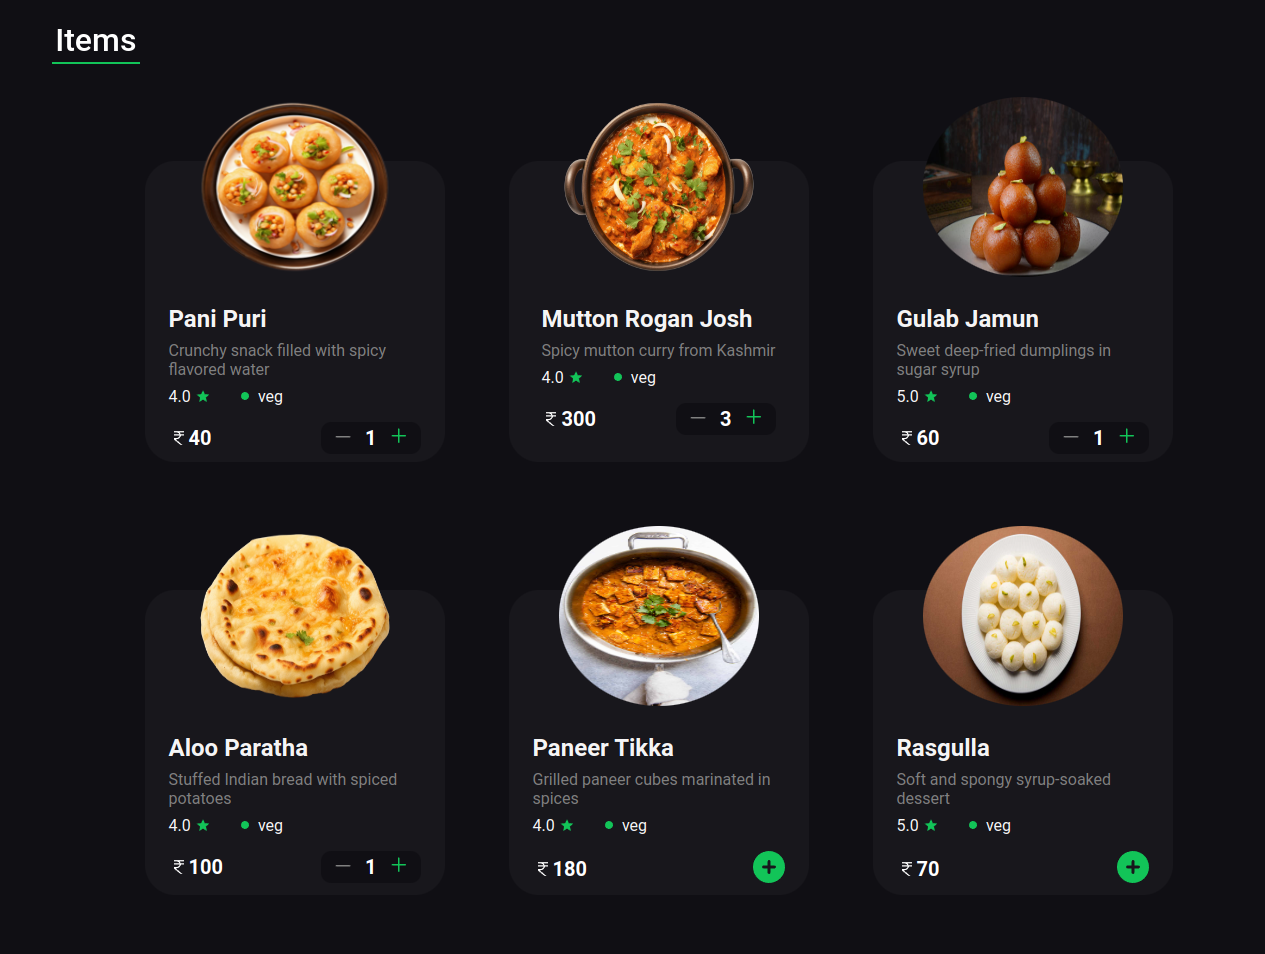 Items
Pani Puri
Crunchy snack filled with spicy
flavored water
4.0 ★ ● veg
₹ 40 — 1 +
Mutton Rogan Josh
Spicy mutton curry from Kashmir
4.0 ★ ● veg
₹ 300 — 3 +
Gulab Jamun
Sweet deep-fried dumplings in
sugar syrup
5.0 ★ ● veg
₹ 60 — 1 +
Aloo Paratha
Stuffed Indian bread with spiced
potatoes
4.0 ★ ● veg
₹ 100 — 1 +
Paneer Tikka
Grilled paneer cubes marinated in
spices
4.0 ★ ● veg
₹ 180 +
Rasgulla
Soft and spongy syrup-soaked
dessert
5.0 ★ ● veg
₹ 70 +